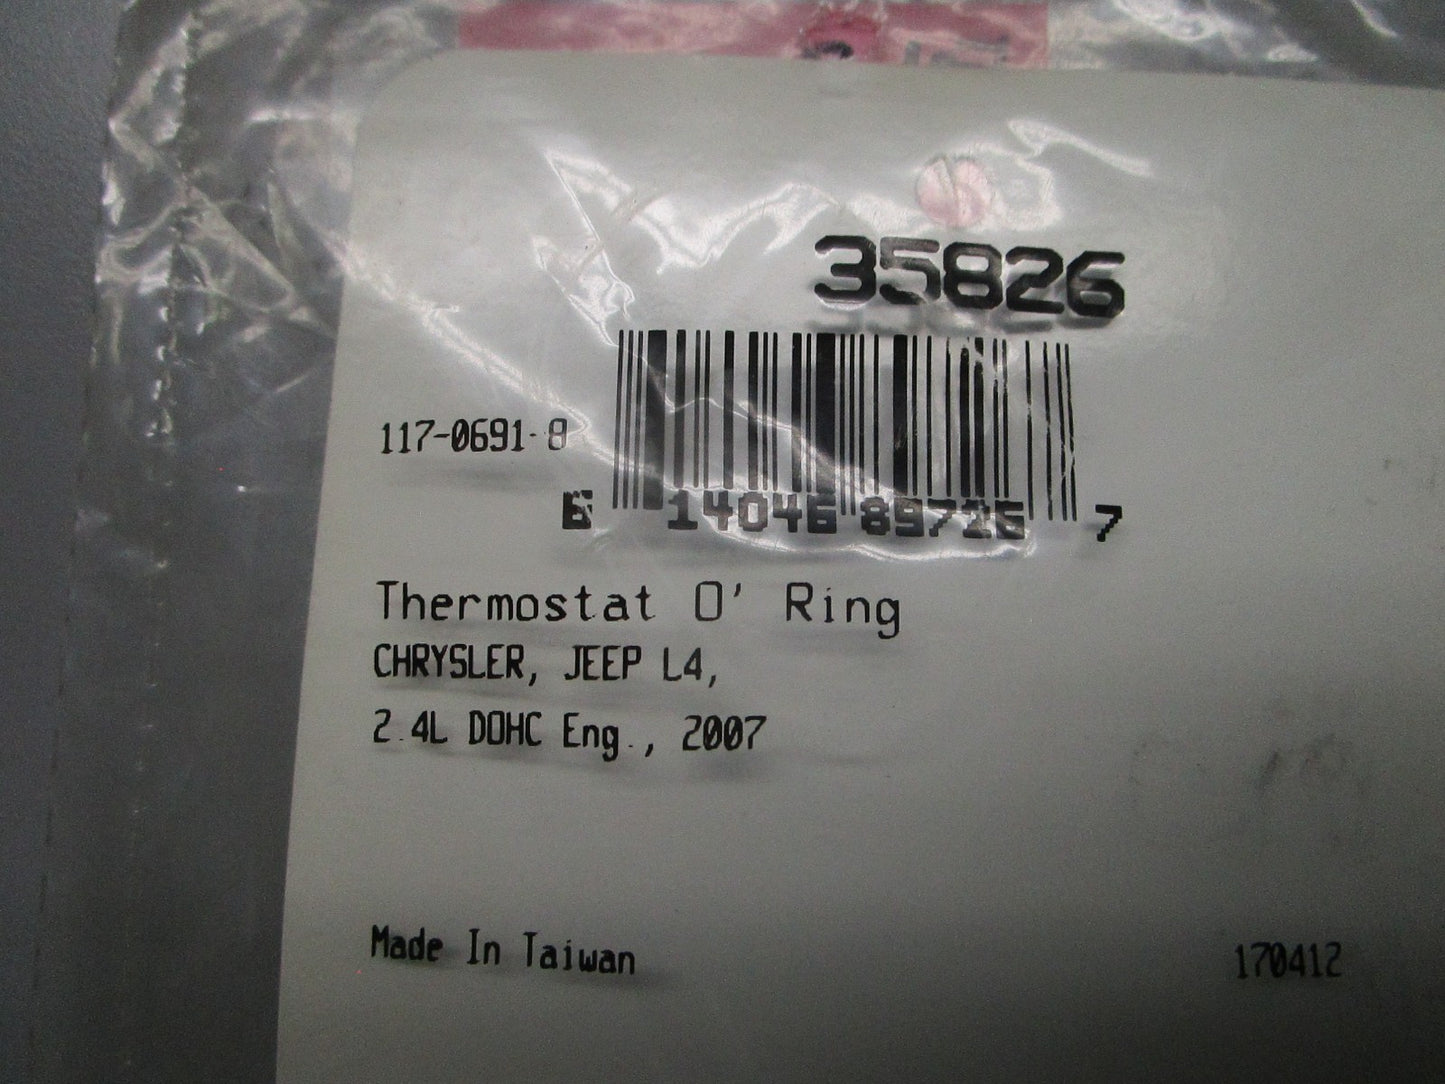 35826
117-0691-8
6 14046 89726 7
Thermostat O' Ring
CHRYSLER, JEEP L4,
2.4L DOHC Eng., 2007
Made In Taiwan
170412